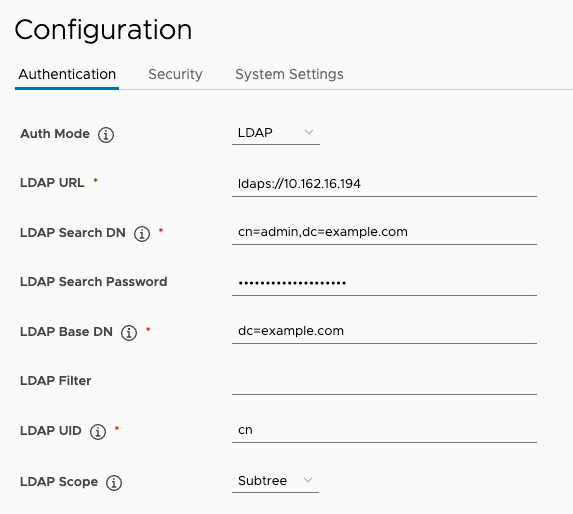 Configuration
Authentication Security System Settings
Auth Mode LDAP
LDAP URL * ldaps://10.162.16.194
LDAP Search DN * cn=admin,dc=example.com
LDAP Search Password ••••••••••••••••••••
LDAP Base DN * dc=example.com
LDAP Filter
LDAP UID * cn
LDAP Scope Subtree